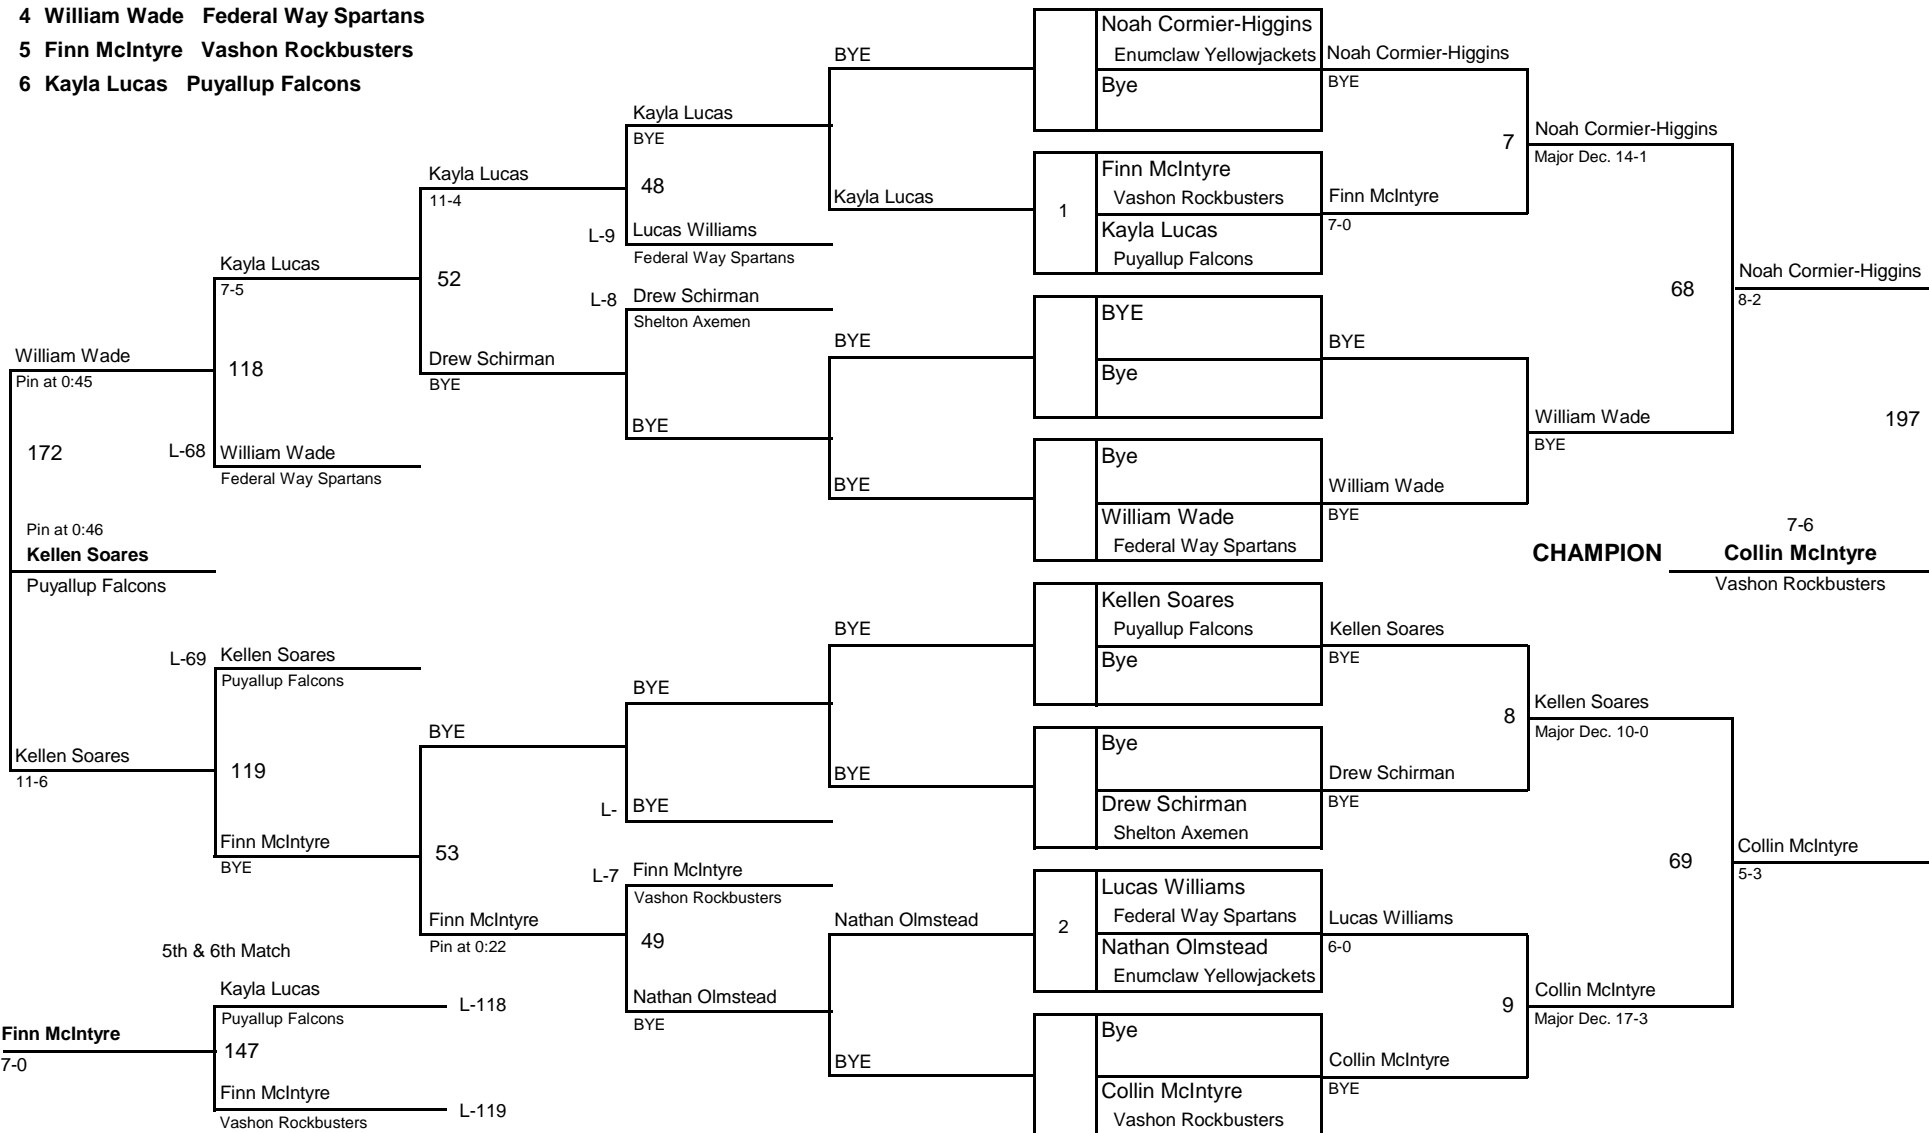 4 William Wade Federal Way Spartans
5 Finn McIntyre Vashon Rockbusters
6 Kayla Lucas Puyallup Falcons
William Wade
Pin at 0:45
172
Pin at 0:46
Kellen Soares
Puyallup Falcons
Kellen Soares
11-6
Kayla Lucas
7-5
118
L-68 William Wade
Federal Way Spartans
L-69 Kellen Soares
Puyallup Falcons
119
Finn McIntyre
BYE
5th & 6th Match
Kayla Lucas L-118
Puyallup Falcons
Finn McIntyre
7-0
147
Finn McIntyre L-119
Vashon Rockbusters
Kayla Lucas
11-4
52
Drew Schirman
BYE
BYE
53
Finn McIntyre
Pin at 0:22
Kayla Lucas
BYE
48
L-9 Lucas Williams
Federal Way Spartans
L-8 Drew Schirman
Shelton Axemen
BYE
BYE
L- BYE
L-7 Finn McIntyre
Vashon Rockbusters
49
Nathan Olmstead
BYE
BYE
Kayla Lucas
BYE
BYE
BYE
BYE
Nathan Olmstead
BYE
Noah Cormier-Higgins
Enumclaw Yellowjackets
Bye
1
Finn McIntyre
Vashon Rockbusters
Kayla Lucas
Puyallup Falcons
BYE
Bye
Bye
William Wade
Federal Way Spartans
Kellen Soares
Puyallup Falcons
Bye
Bye
Drew Schirman
Shelton Axemen
2
Lucas Williams
Federal Way Spartans
Nathan Olmstead
Enumclaw Yellowjackets
Bye
Collin McIntyre
Vashon Rockbusters
Noah Cormier-Higgins
BYE
7
Finn McIntyre
7-0
BYE
William Wade
BYE
Kellen Soares
BYE
8
Drew Schirman
BYE
Lucas Williams
6-0
9
Collin McIntyre
BYE
Noah Cormier-Higgins
Major Dec. 14-1
68
William Wade
BYE
Kellen Soares
Major Dec. 10-0
69
Collin McIntyre
Major Dec. 17-3
Noah Cormier-Higgins
8-2
197
7-6
CHAMPION Collin McIntyre
Vashon Rockbusters
Collin McIntyre
5-3